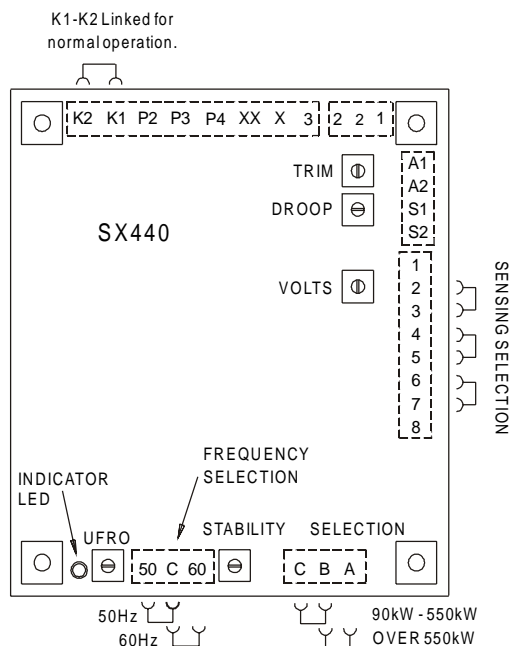 K1-K2 Linked for
normal operation.
K2 K1 P2 P3 P4 XX X 3 2 2 1
TRIM
DROOP
A1
A2
S1
S2
SX440
VOLTS
1
2
3
4
5
6
7
8
SENSING SELECTION
FREQUENCY
SELECTION
INDICATOR
LED
UFRO
STABILITY SELECTION
50 C 60
C B A
50Hz
60Hz
90kW - 550kW
OVER 550kW